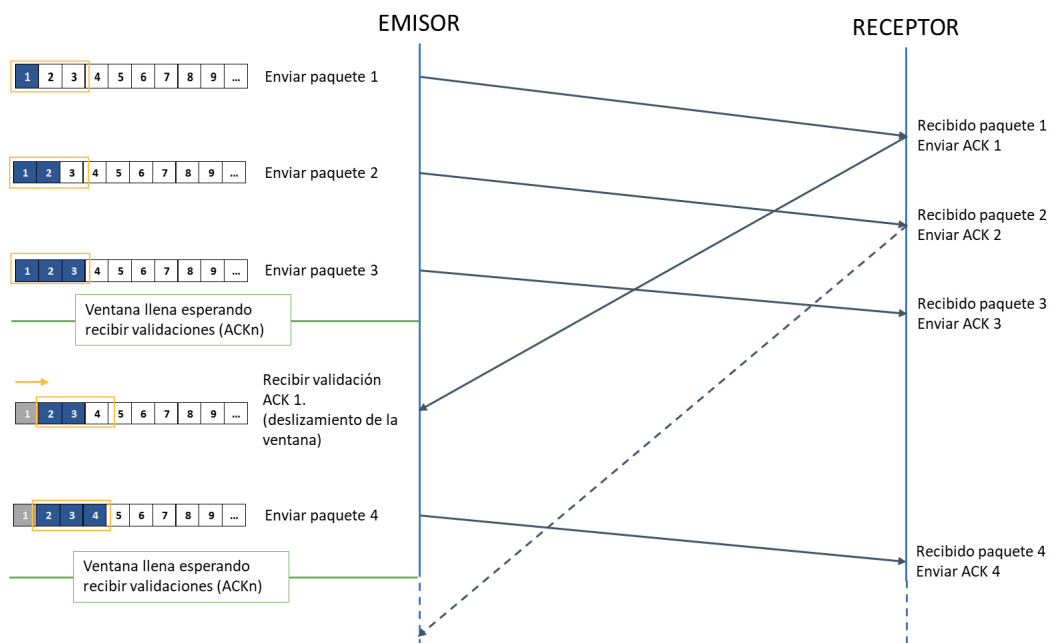 EMISOR
RECEPTOR
1 2 3 4 5 6 7 8 9 ...
Enviar paquete 1
Recibido paquete 1
Enviar ACK 1
1 2 3 4 5 6 7 8 9 ...
Enviar paquete 2
Recibido paquete 2
Enviar ACK 2
1 2 3 4 5 6 7 8 9 ...
Enviar paquete 3
Recibido paquete 3
Enviar ACK 3
Ventana llena esperando
recibir validaciones (ACKn)
Recibir validación
ACK 1.
(deslizamiento de la
ventana)
1 2 3 4 5 6 7 8 9 ...
1 2 3 4 5 6 7 8 9 ...
Enviar paquete 4
Recibido paquete 4
Enviar ACK 4
Ventana llena esperando
recibir validaciones (ACKn)